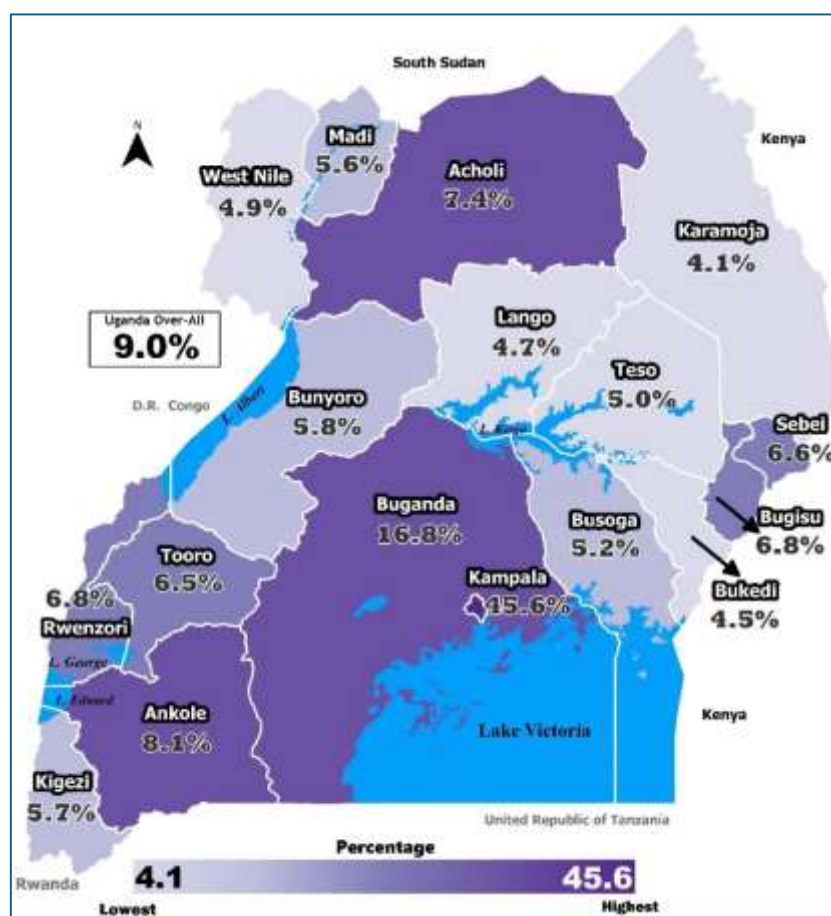 South Sudan
N
Madi
5.6%
Kenya
Acholi
7.4%
West Nile
4.9%
Karamoja
4.1%
Uganda Over-All
9.0%
Lango
4.7%
Teso
5.0%
D.R. Congo
L. Albert
Bunyoro
5.8%
L. Kyoga
Sebei
6.6%
Buganda
16.8%
Busoga
5.2%
Bugisu
6.8%
Tooro
6.5%
Kampala
45.6%
Bukedi
4.5%
6.8%
Rwenzori
L. George
L. Edward
Ankole
8.1%
Lake Victoria
Kenya
Kigezi
5.7%
United Republic of Tanzania
Percentage
Rwanda
4.1
45.6
Lowest
Highest